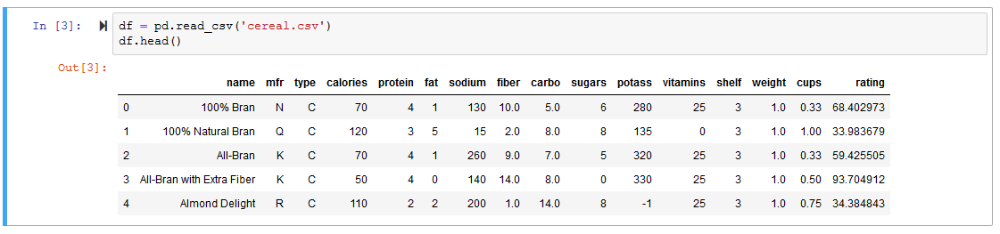 In [3]: df = pd.read_csv('cereal.csv')
df.head()
Out[3]:
name mfr type calories protein fat sodium fiber carbo sugars potass vitamins shelf weight cups rating
0 100% Bran N C 70 4 1 130 10.0 5.0 6 280 25 3 1.0 0.33 68.402973
1 100% Natural Bran Q C 120 3 5 15 2.0 8.0 8 135 0 3 1.0 1.00 33.983679
2 All-Bran K C 70 4 1 260 9.0 7.0 5 320 25 3 1.0 0.33 59.425505
3 All-Bran with Extra Fiber K C 50 4 0 140 14.0 8.0 0 330 25 3 1.0 0.50 93.704912
4 Almond Delight R C 110 2 2 200 1.0 14.0 8 -1 25 3 1.0 0.75 34.384843